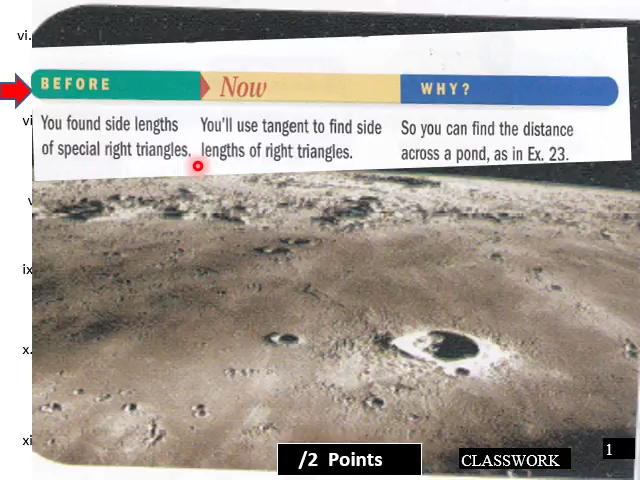 vi.
BEFORE Now WHY?
vi
You found side lengths
of special right triangles.
You'll use tangent to find side
lengths of right triangles.
So you can find the distance
across a pond, as in Ex. 23.
v
ix
x.
xi
/2 Points
CLASSWORK
1